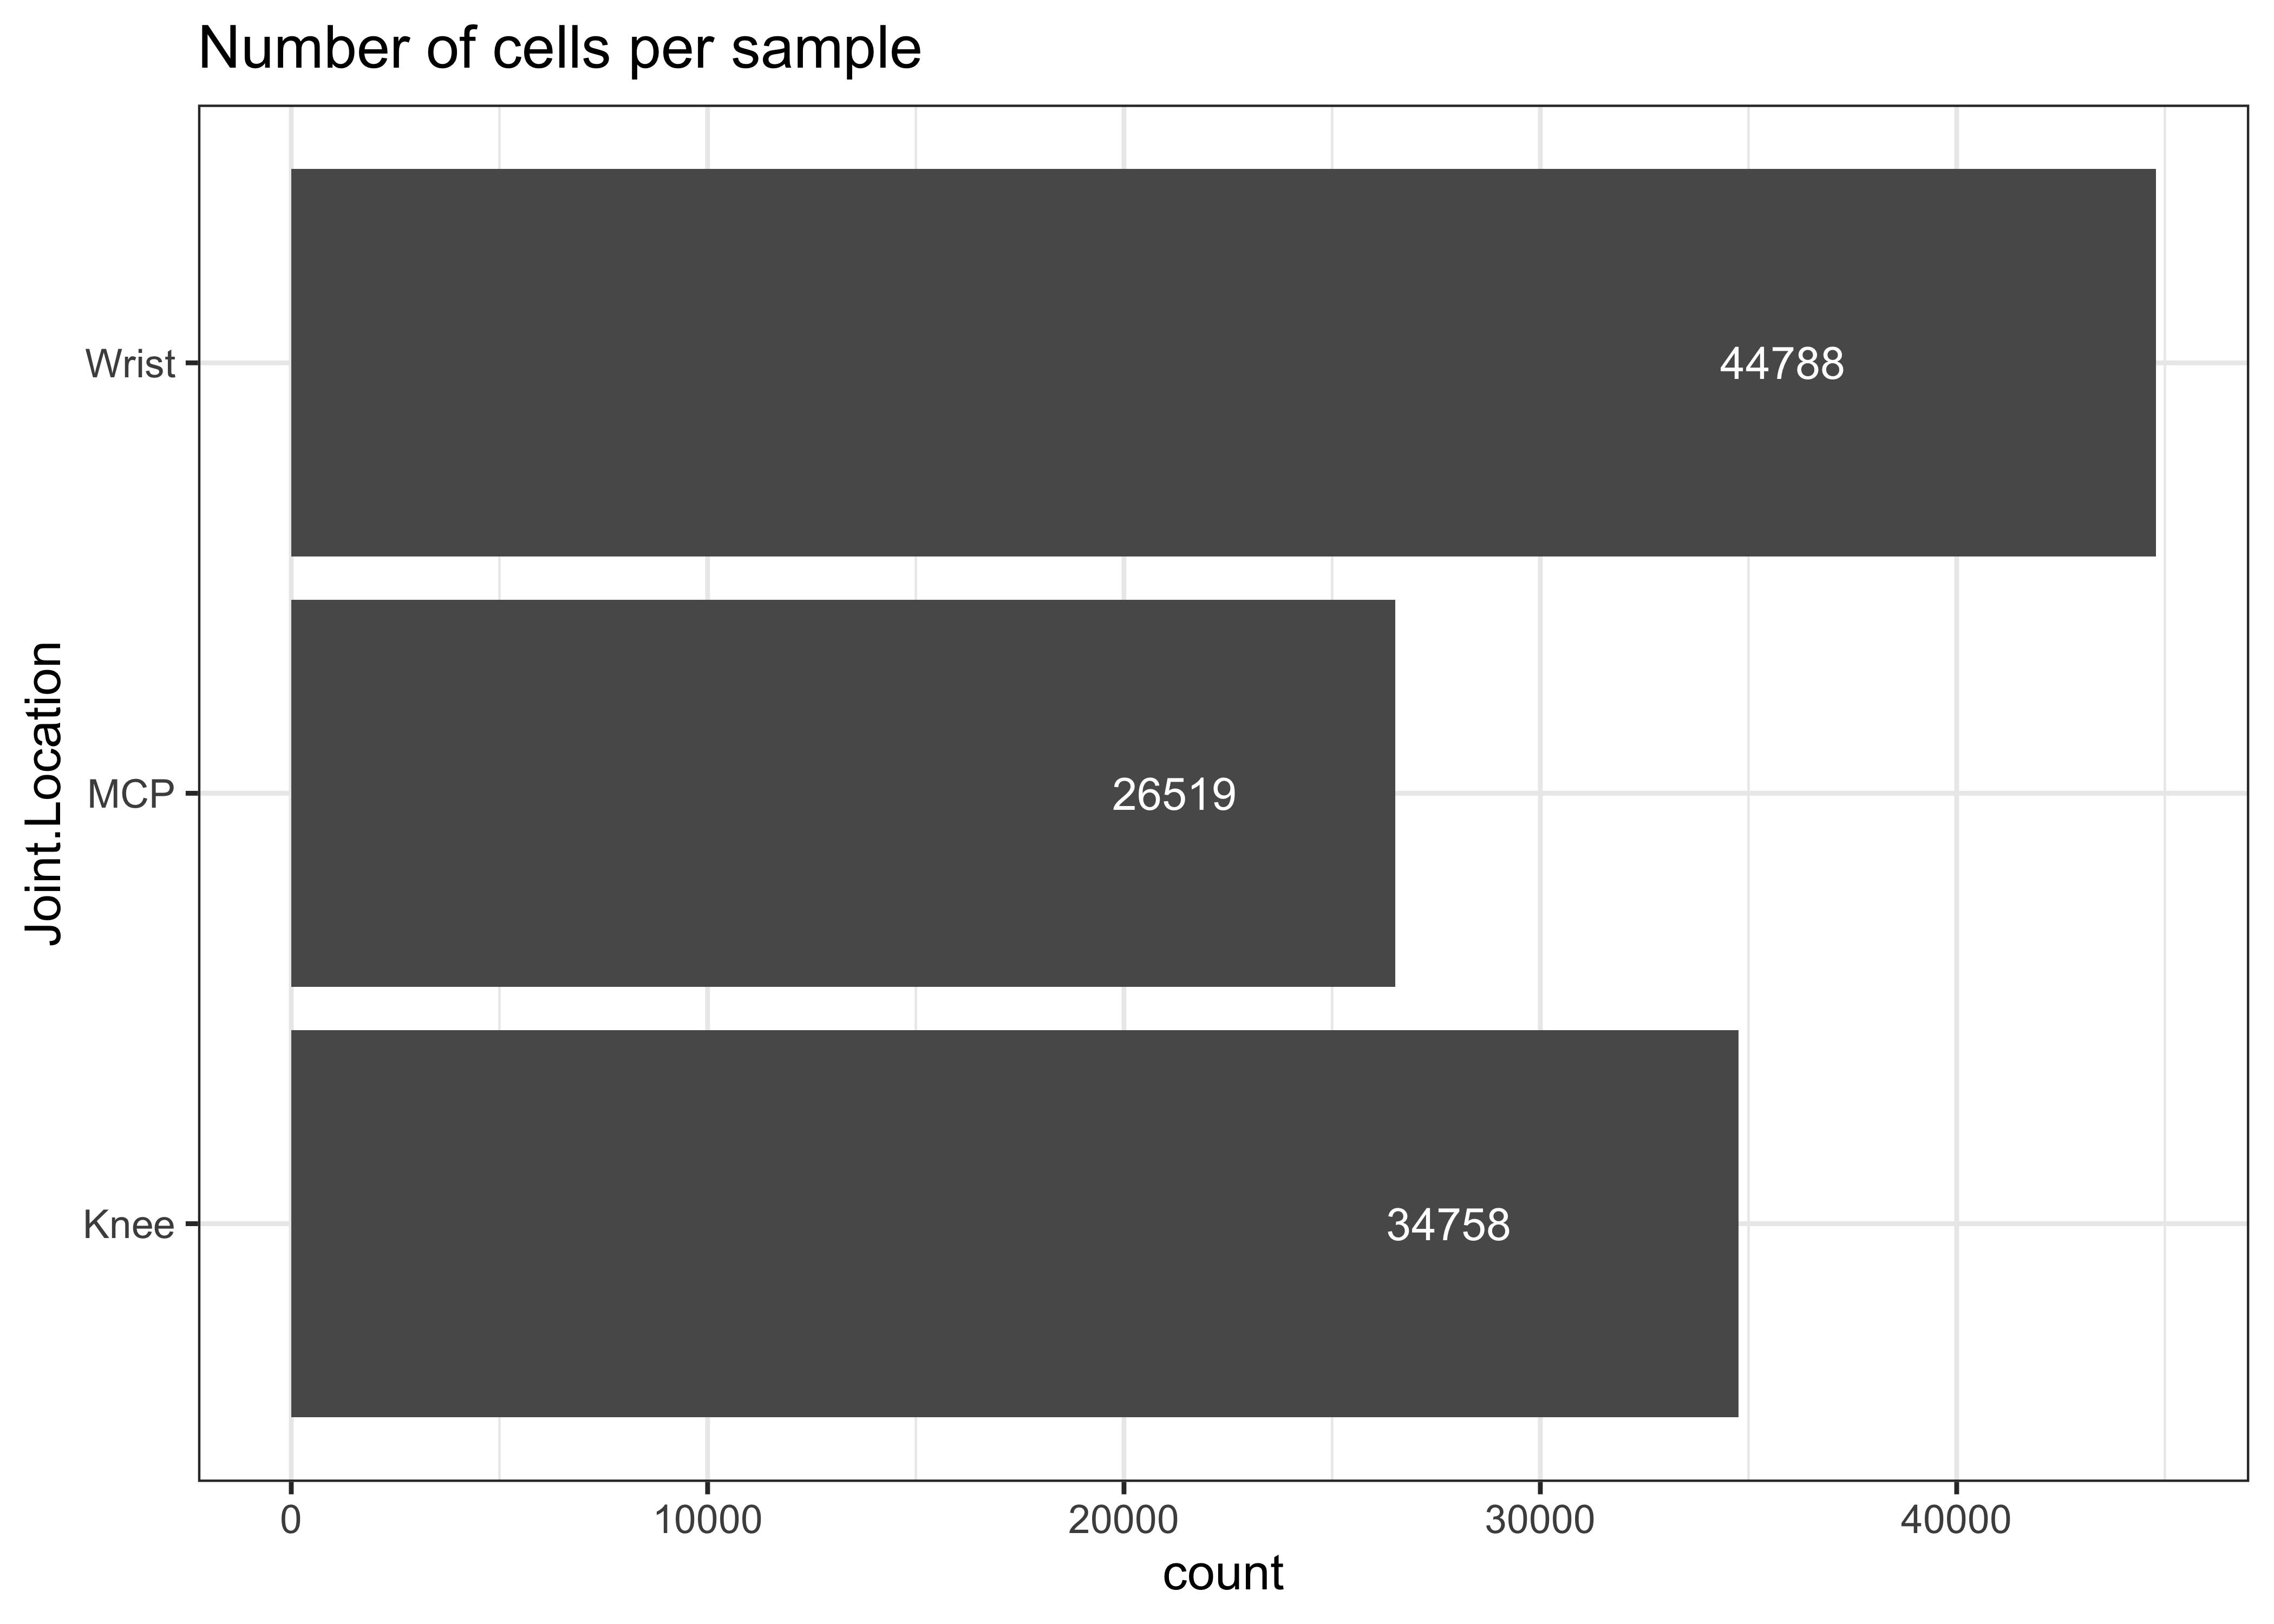 Number of cells per sample
Joint.Location
Wrist
44788
MCP
26519
Knee
34758
0 10000 20000 30000 40000
count